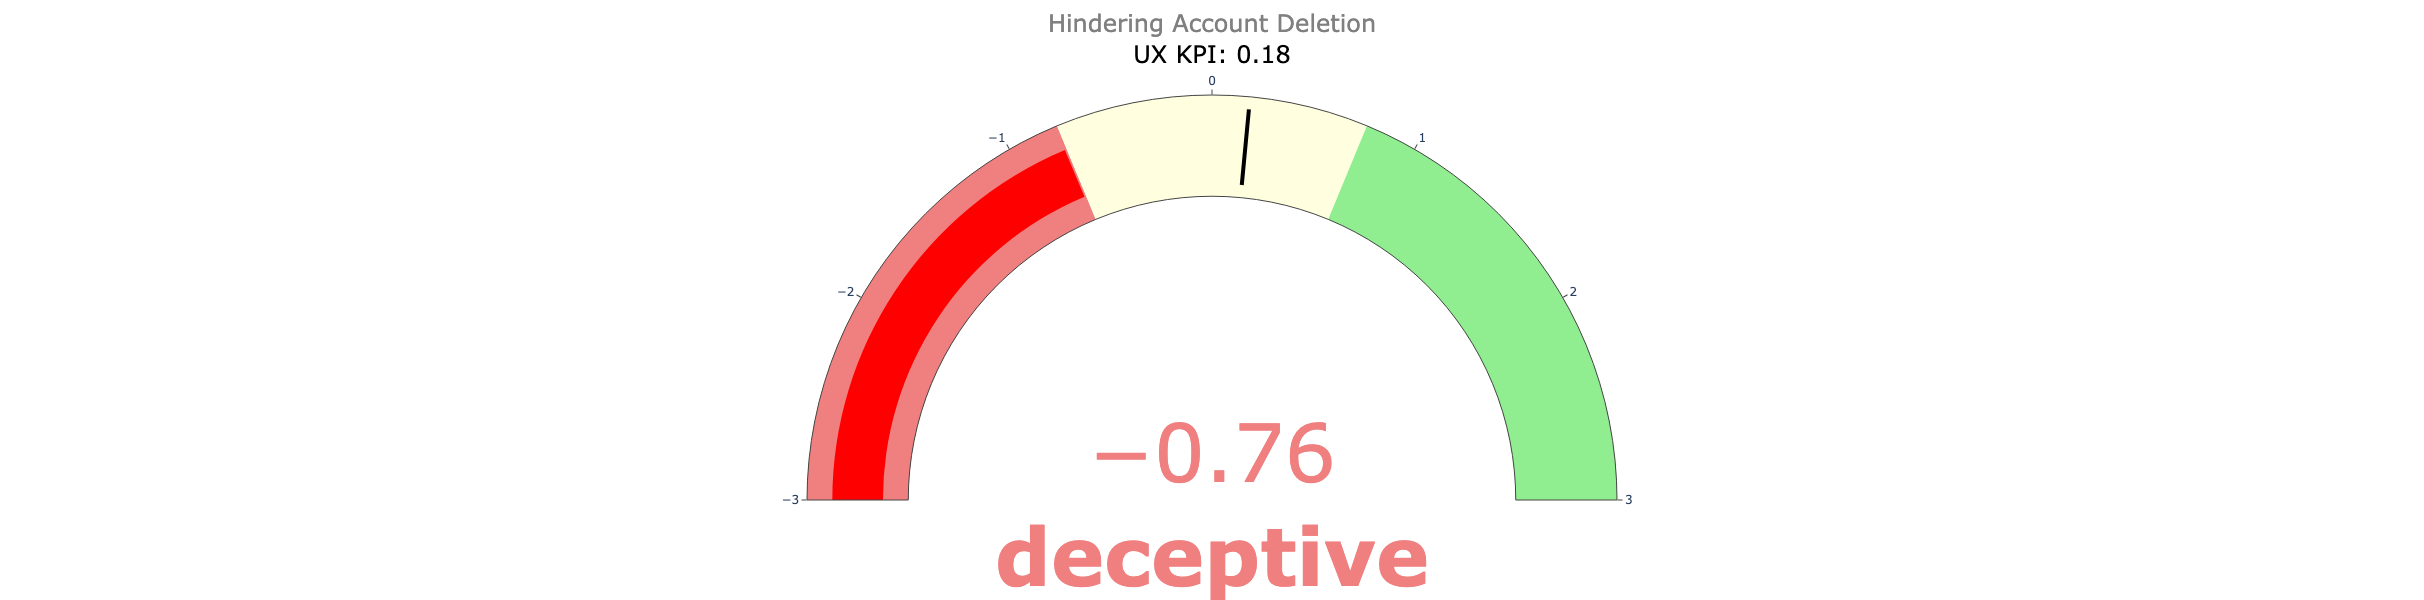 Hindering Account Deletion
UX KPI: 0.18
0
−1
1
−2
2
−3
3
−0.76
deceptive